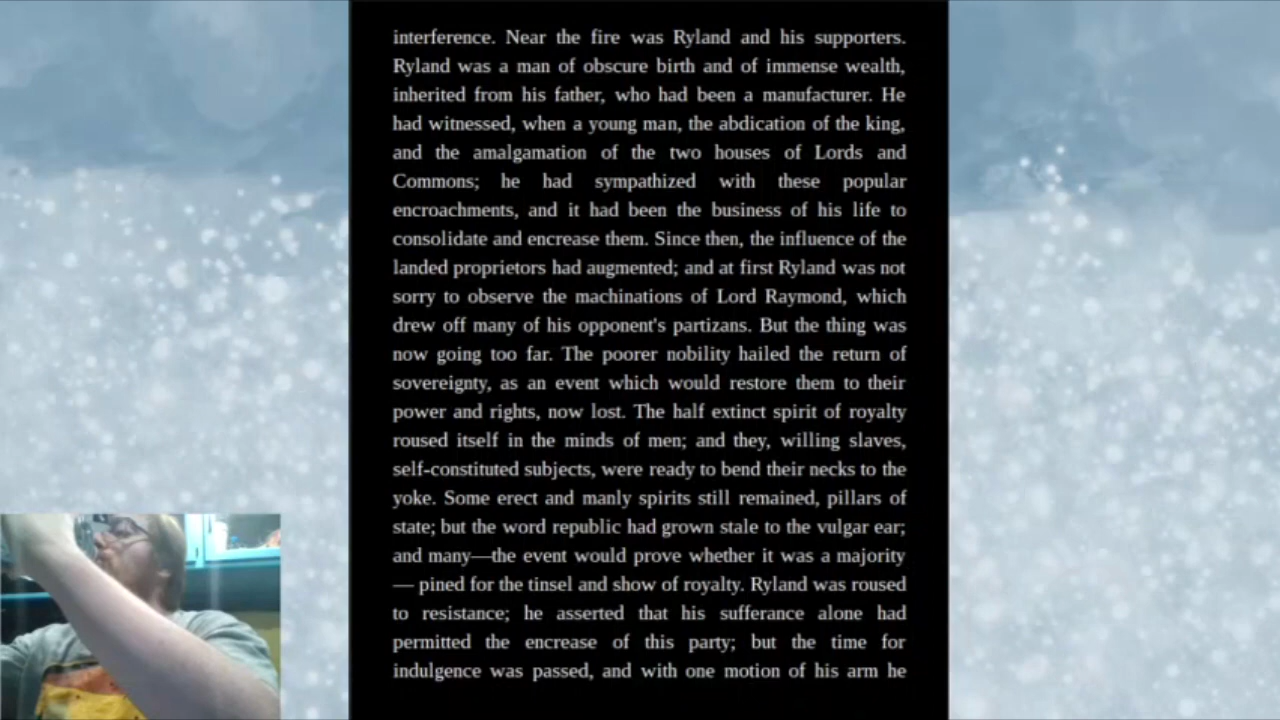 interference. Near the fire was Ryland and his supporters.
Ryland was a man of obscure birth and of immense wealth,
inherited from his father, who had been a manufacturer. He
had witnessed, when a young man, the abdication of the king,
and the amalgamation of the two houses of Lords and
Commons; he had sympathized with these popular
encroachments, and it had been the business of his life to
consolidate and encrease them. Since then, the influence of the
landed proprietors had augmented; and at first Ryland was not
sorry to observe the machinations of Lord Raymond, which
drew off many of his opponent's partizans. But the thing was
now going too far. The poorer nobility hailed the return of
sovereignty, as an event which would restore them to their
power and rights, now lost. The half extinct spirit of royalty
roused itself in the minds of men; and they, willing slaves,
self-constituted subjects, were ready to bend their necks to the
yoke. Some erect and manly spirits still remained, pillars of
state; but the word republic had grown stale to the vulgar ear;
and many—the event would prove whether it was a majority
— pined for the tinsel and show of royalty. Ryland was roused
to resistance; he asserted that his sufferance alone had
permitted the encrease of this party; but the time for
indulgence was passed, and with one motion of his arm he